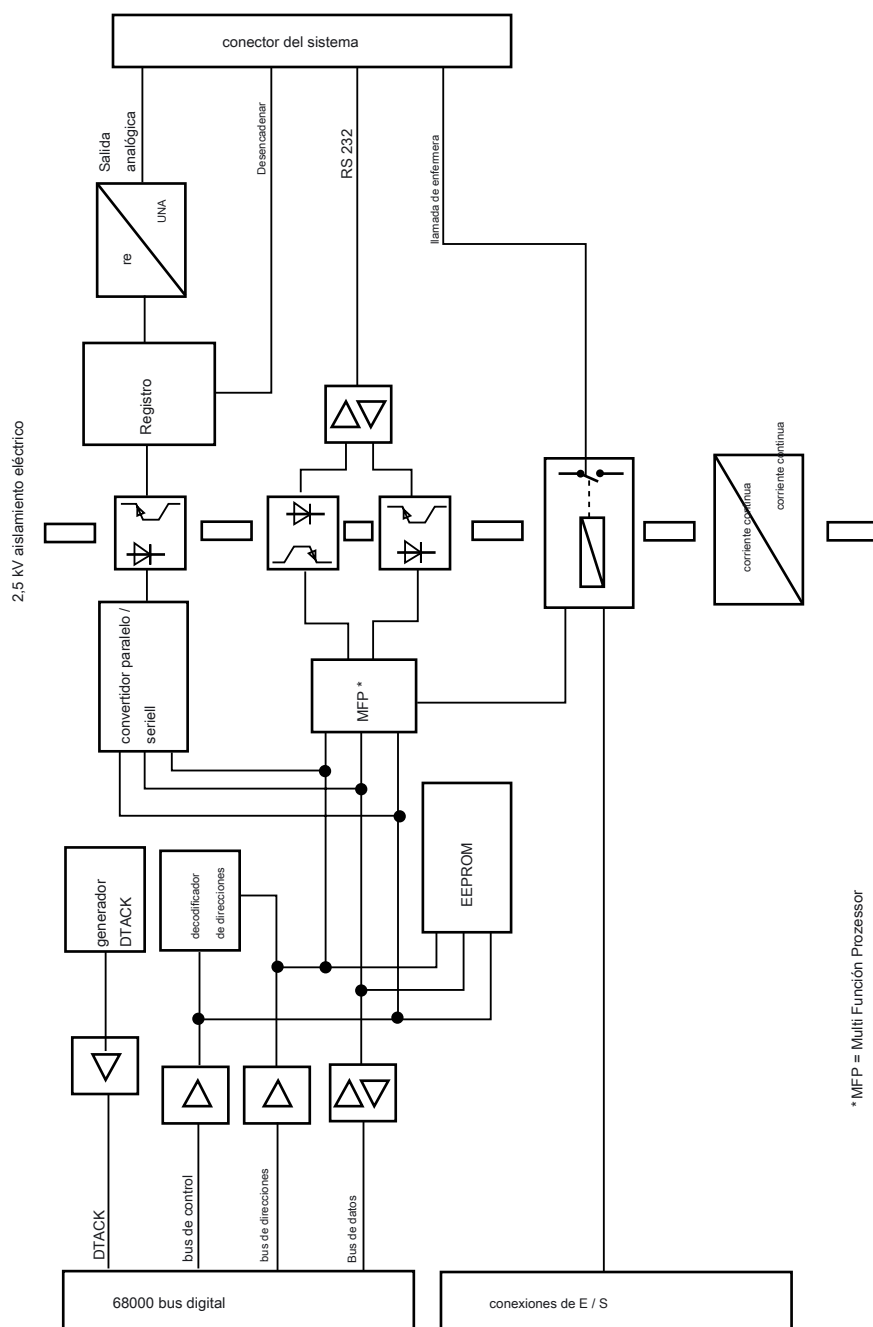 conector del sistema
Salida
analógica
Desencadenar
RS 232
llamada de enfermera
UNA
re
Registro
2,5 kV aislamiento eléctrico
corriente continua
corriente continua
convertidor paralelo /
seriell
MFP *
EEPROM
generador
DTACK
decodificador
de direcciones
* MFP = Multi Función Prozessor
DTACK
bus de control
bus de direcciones
Bus de datos
68000 bus digital
conexiones de E / S